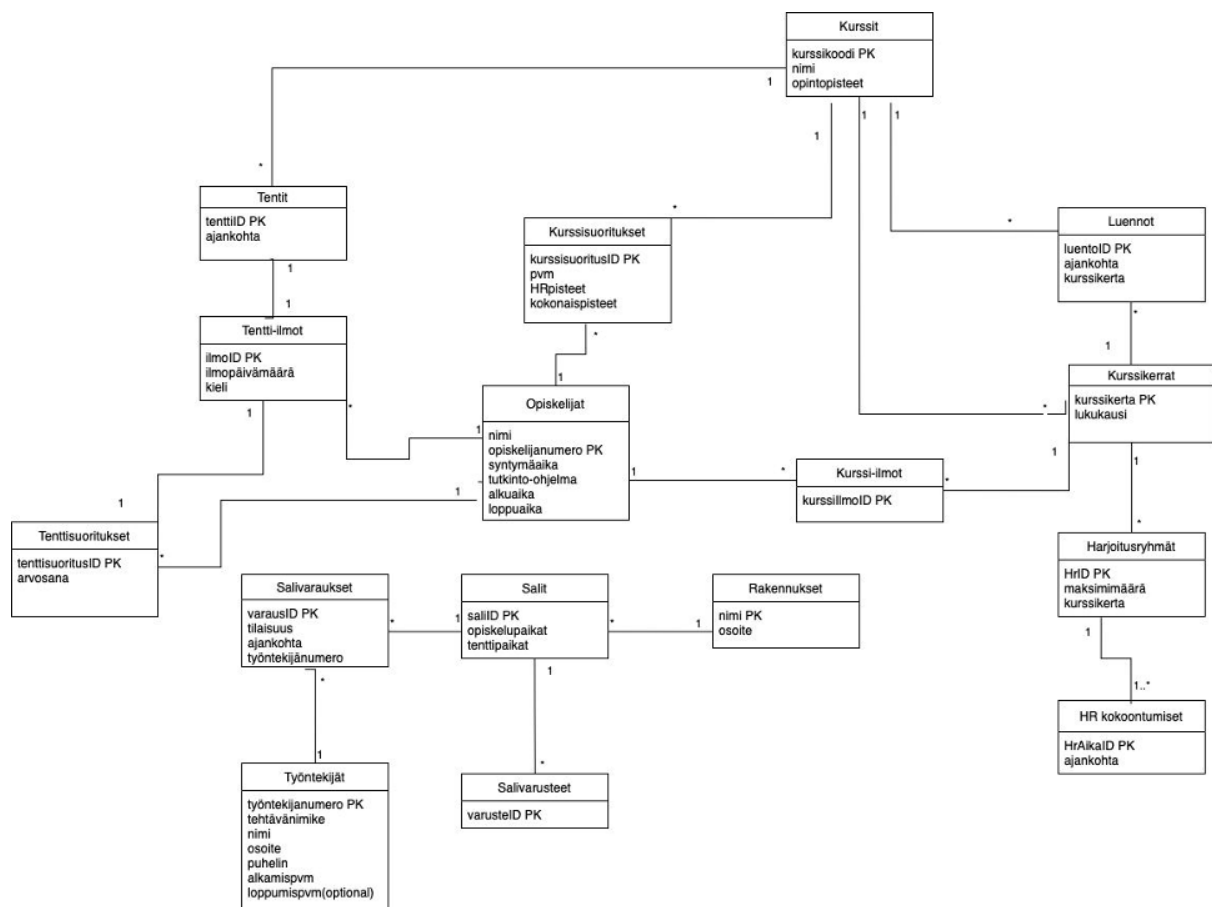 Kurssit
kurssikoodi PK
nimi
opintopisteet
1
1
1
1
*
Tentit
tenttiID PK
ajankohta
1
1
*
Kurssisuoritukset
kurssisuoritusID PK
pvm
HRpisteet
kokonaispisteet
*
1
*
Luennot
luentoID PK
ajankohta
kurssikerta
*
1
Tentti-ilmot
ilmoID PK
ilmopäivämäärä
kieli
1
*
Opiskelijat
nimi
opiskelijanumero PK
syntymäaika
tutkinto-ohjelma
alkuaika
loppuaika
1
1
1
*
Kurssikerrat
kurssikerta PK
lukukausi
1
1
*
Kurssi-ilmot
kurssiIlmoID PK
*
1
Tenttisuoritukset
tenttisuoritusID PK
arvosana
*
*
Harjoitusryhmät
HrID PK
maksimimäärä
kurssikerta
1
1..*
Salivaraukset
varausID PK
tilaisuus
ajankohta
työntekijänumero
*
*
1
Salit
saliID PK
opiskelupaikat
tenttipaikat
1
*
1
Rakennukset
nimi PK
osoite
HR kokoontumiset
HrAikaID PK
ajankohta
1
Työntekijät
työntekijanumero PK
tehtävänimike
nimi
osoite
puhelin
alkamispvm
loppumispvm(optional)
*
Salivarusteet
varusteID PK